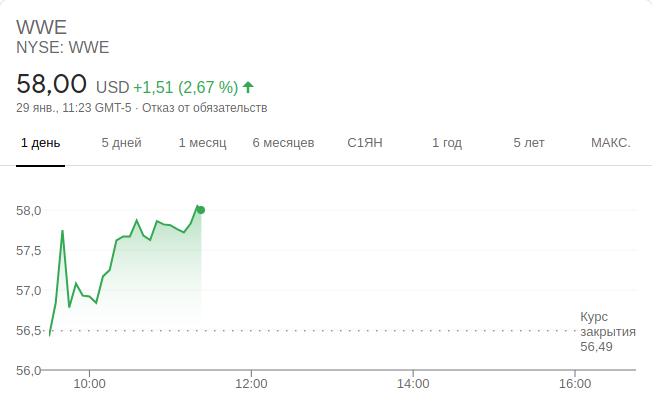 WWE
NYSE: WWE
58,00 USD +1,51 (2,67 %)
29 янв., 11:23 GMT-5 · Отказ от обязательств
1 день 5 дней 1 месяц 6 месяцев С1ЯН 1 год 5 лет МАКС.
58,0
57,5
57,0
56,5
56,0
Курс
закрытия
56,49
10:00 12:00 14:00 16:00